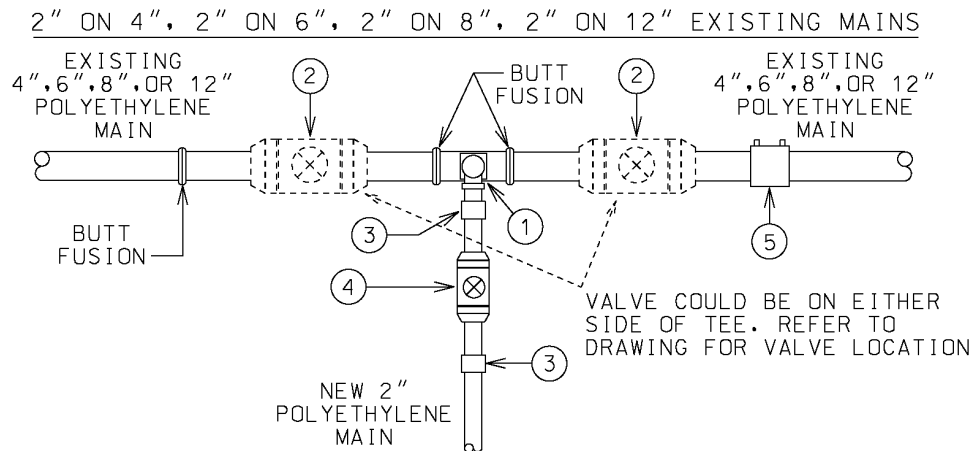 2" ON 4", 2" ON 6", 2" ON 8", 2" ON 12" EXISTING MAINS
EXISTING
4",6",8",OR 12"
POLYETHYLENE
MAIN
2
BUTT
FUSION
2
EXISTING
4",6",8",OR 12"
POLYETHYLENE
MAIN
BUTT
FUSION
3
1
5
4
VALVE COULD BE ON EITHER
SIDE OF TEE. REFER TO
DRAWING FOR VALVE LOCATION
3
NEW 2"
POLYETHYLENE
MAIN